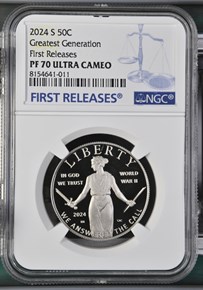 2024 S 50C
Greatest Generation
First Releases
PF 70 ULTRA CAMEO
8154641-011
FIRST RELEASES
NGC
LIBERTY
IN GOD
WE TRUST
WORLD
WAR II
2024
WE ANSWERED THE CALL